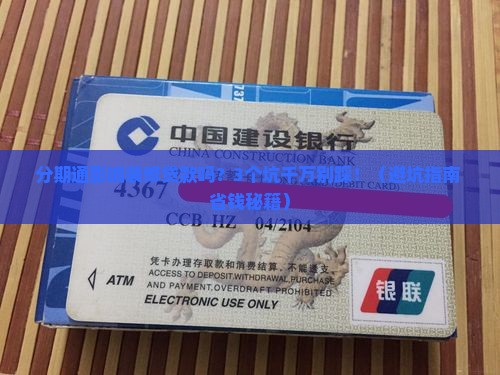 737
中国建设银行
CHINA CONSTRUCTION BANK
分期通
个坑千万别踩！（避坑指南
省钱秘籍）
4367
CCB HZ 04/2104
凭卡办理存取款和消费结算，不能透支。
ACCESS TO DEPOSIT,WITHDRAWAL,PURCHASE
AND PAYMENT.OVERDRAFT PROHIBITED.
ATM
ELECTRONIC USE ONLY
银联